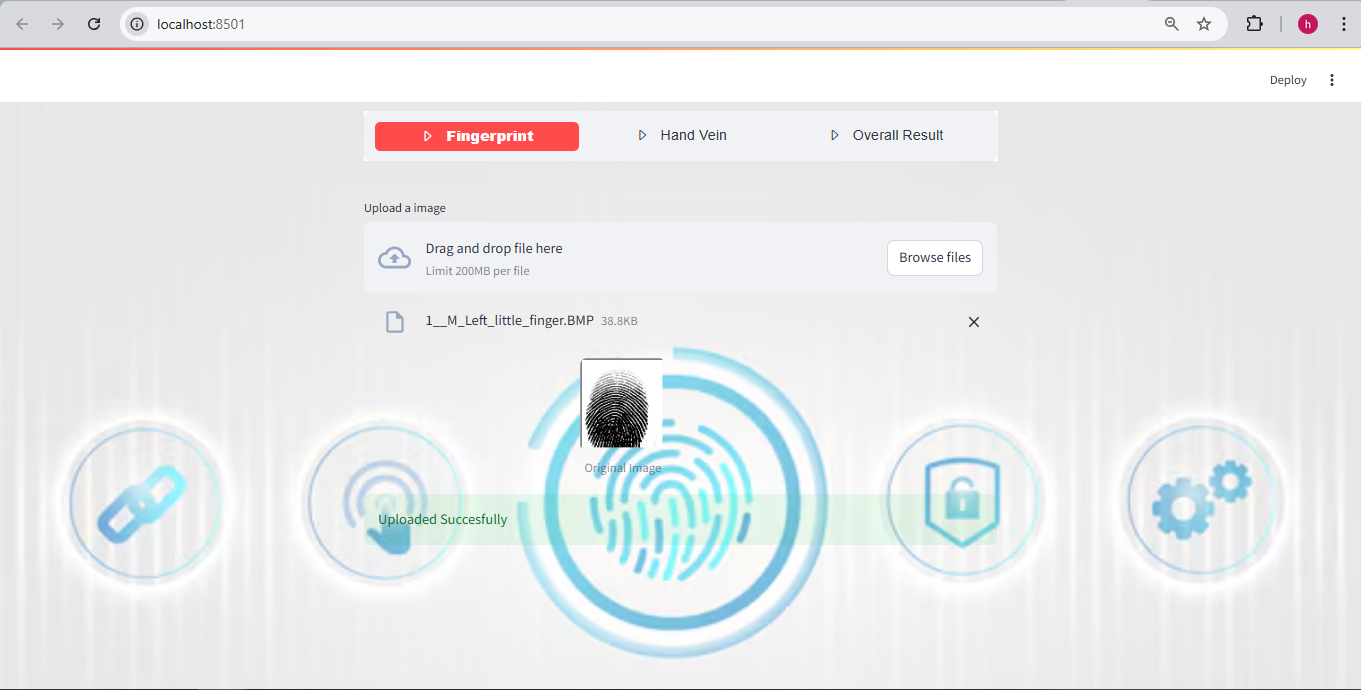 localhost:8501
h
Deploy
Fingerprint
Hand Vein
Overall Result
Upload a image
Drag and drop file here
Limit 200MB per file
Browse files
1__M_Left_little_finger.BMP 38.8KB
Original Image
Uploaded Succesfully